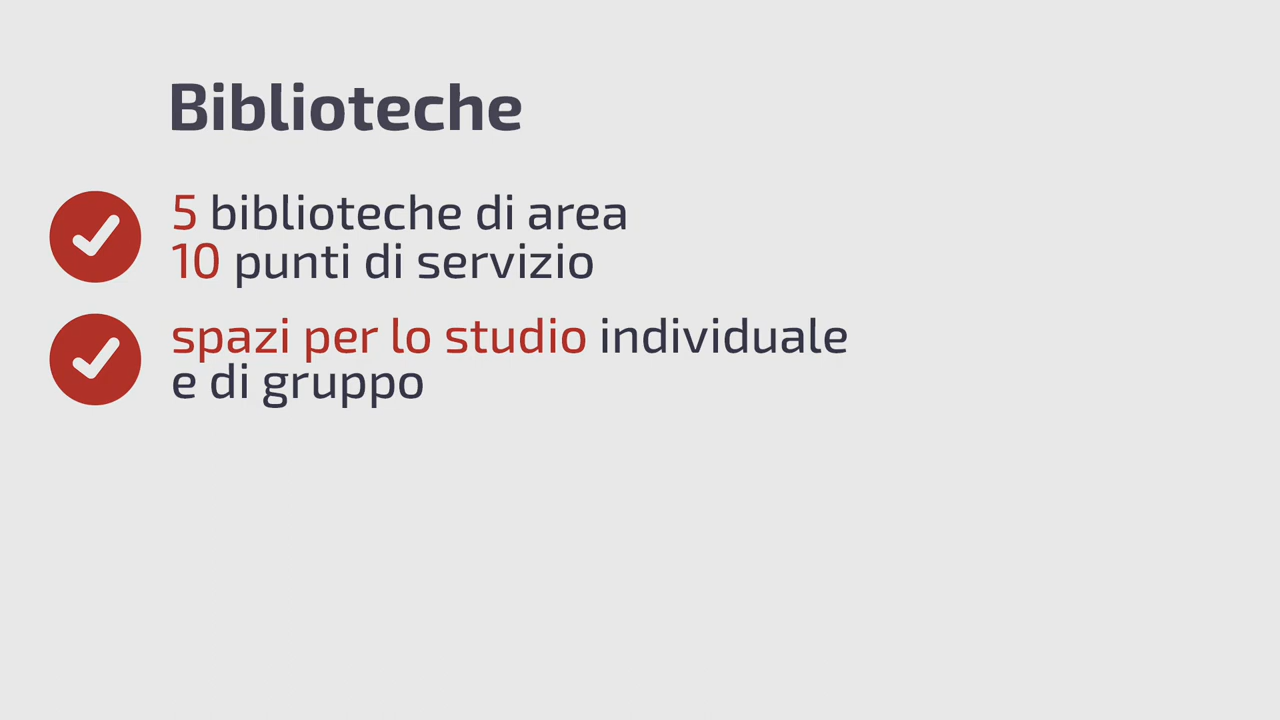 Biblioteche
5 biblioteche di area
10 punti di servizio
spazi per lo studio individuale
e di gruppo